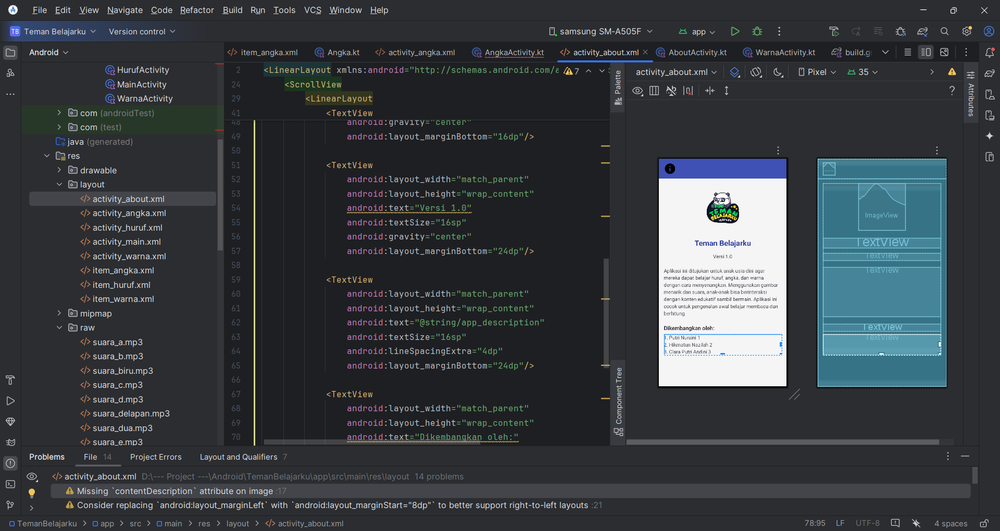 File Edit View Navigate Code Refactor Build Run Tools VCS Window Help
TB Teman Belajarku Version control samsung SM-A505F app
Android
item_angka.xml Angka.kt activity_angka.xml AngkaActivity.kt activity_about.xml AboutActivity.kt WarnaActivity.kt build.gr
HurufActivity
MainActivity
WarnaActivity
com (androidTest)
com (test)
java (generated)
res
drawable
layout
activity_about.xml
activity_angka.xml
activity_huruf.xml
activity_main.xml
activity_warna.xml
item_angka.xml
item_huruf.xml
item_warna.xml
mipmap
raw
suara_a.mp3
suara_b.mp3
suara_biru.mp3
suara_c.mp3
suara_d.mp3
suara_delapan.mp3
suara_dua.mp3
suara_e.mp3
2 <LinearLayout xmlns:android="http://schemas.android.com/a 7
24 <ScrollView
29 <LinearLayout
41 <TextView
48 android:gravity="center"
49 android:layout_marginBottom="16dp"/>
50
51 <TextView
52 android:layout_width="match_parent"
53 android:layout_height="wrap_content"
54 android:text="Versi 1.0"
55 android:textSize="16sp"
56 android:gravity="center"
57 android:layout_marginBottom="24dp"/>
58
59 <TextView
60 android:layout_width="match_parent"
61 android:layout_height="wrap_content"
62 android:text="@string/app_description"
63 android:textSize="16sp"
64 android:lineSpacingExtra="4dp"
65 android:layout_marginBottom="24dp"/>
66
67 <TextView
68 android:layout_width="match_parent"
69 android:layout_height="wrap_content"
70 android:text="Dikembangkan oleh:"
Palette
Component Tree
activity_about.xml Pixel 35
?
Attributes
TEMAN
BELAJARKU
TERPADU
Teman Belajarku
Versi 1.0
Aplikasi ini ditujukan untuk anak usia dini agar
mereka dapat belajar huruf, angka, dan warna
dengan cara menyenangkan. Menggunakan gambar
menarik dan suara, anak-anak bisa berinteraksi
dengan konten edukatif sambil bermain. Aplikasi ini
cocok untuk pengenalan awal belajar membaca dan
berhitung.
Dikembangkan oleh:
1. Putri Nuraini 1
2. Hikmatun Nazilah 2
3. Clara Putri Andini 3
ImageView
TextView
TextView
TextView
TextView
TextView
Problems File 14 Project Errors Layout and Qualifiers 7
activity_about.xml D:\--- Project ---\Android\TemanBelajarku\app\src\main\res\layout 14 problems
Missing `contentDescription` attribute on image :17
Consider replacing `android:layout_marginLeft` with `android:layout_marginStart="8dp"` to better support right-to-left layouts :21
TemanBelajarku > app > src > main > res > layout > activity_about.xml 78:95 LF UTF-8 4 spaces